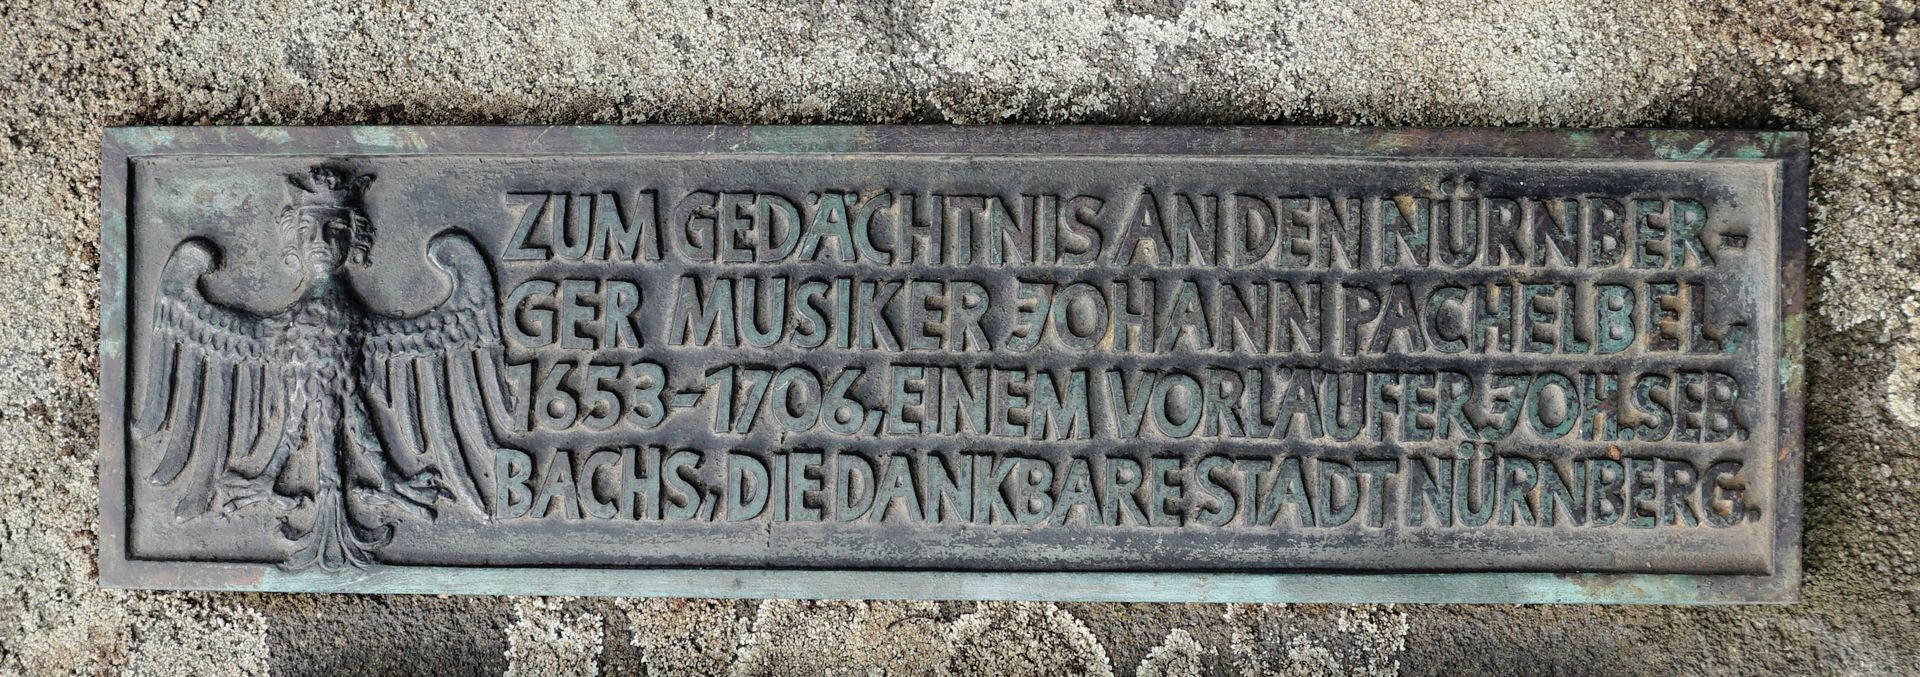 ZUM GEDÄCHTNIS AN DEN NÜRNBER-
GER MUSIKER JOHANN PACHELBEL,
1653-1706, EINEM VORLÄUFER JOH. SEB.
BACHS, DIE DANKBARE STADT NÜRNBERG.